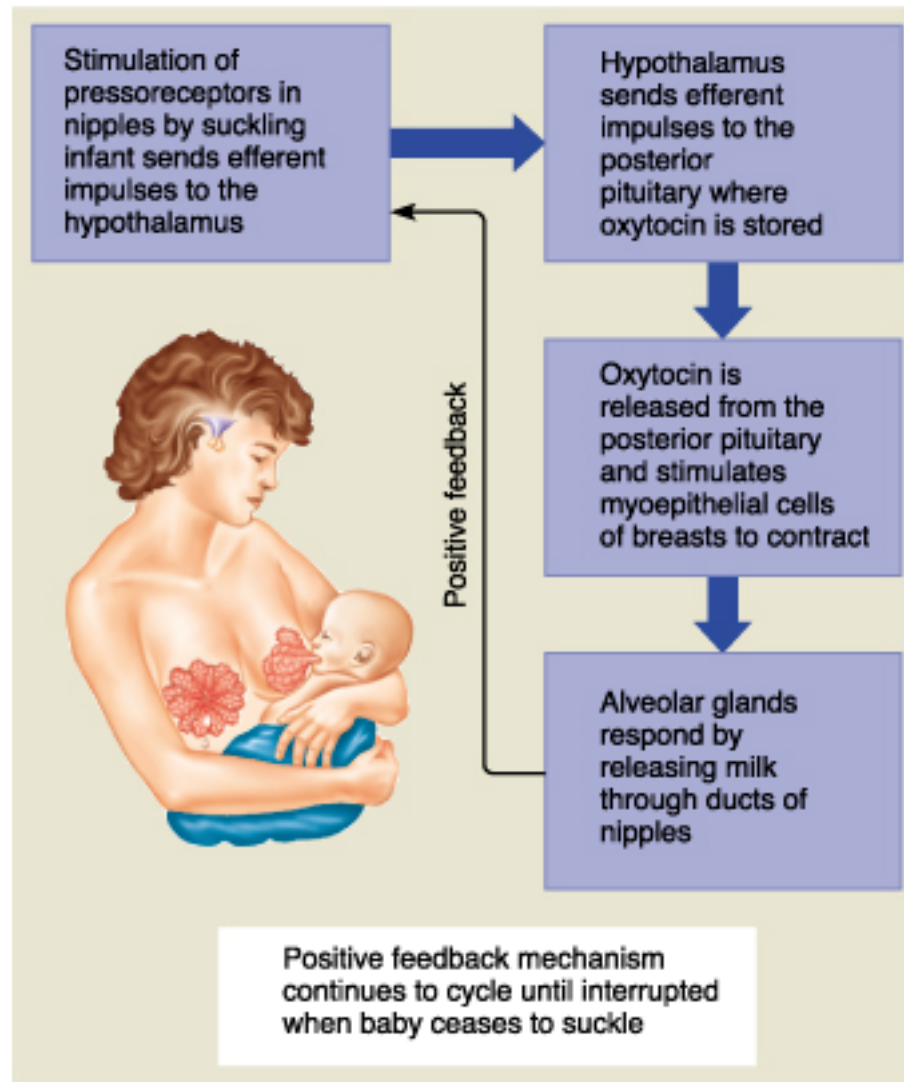 Stimulation of
pressoreceptors in
nipples by suckling
infant sends efferent
impulses to the
hypothalamus
Hypothalamus
sends efferent
impulses to the
posterior
pituitary where
oxytocin is stored
Oxytocin is
released from the
posterior pituitary
and stimulates
myoepithelial cells
of breasts to contract
Alveolar glands
respond by
releasing milk
through ducts of
nipples
Positive feedback
Positive feedback mechanism
continues to cycle until interrupted
when baby ceases to suckle